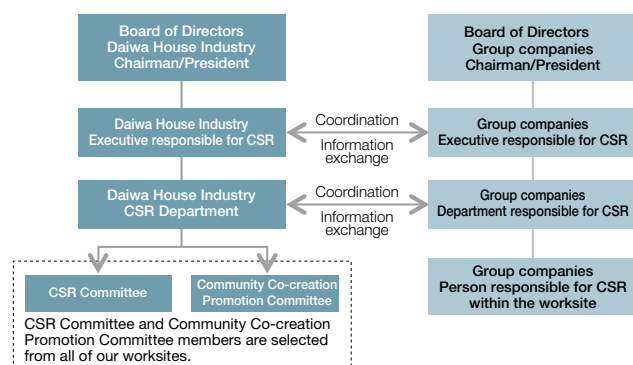 Board of Directors
Daiwa House Industry
Chairman/President
Board of Directors
Group companies
Chairman/President
Daiwa House Industry
Executive responsible for CSR
Coordination
Information
exchange
Group companies
Executive responsible for CSR
Daiwa House Industry
CSR Department
Coordination
Information
exchange
Group companies
Department responsible for CSR
CSR Committee
Community Co-creation
Promotion Committee
Group companies
Person responsible for CSR
within the worksite
CSR Committee and Community Co-creation
Promotion Committee members are selected
from all of our worksites.